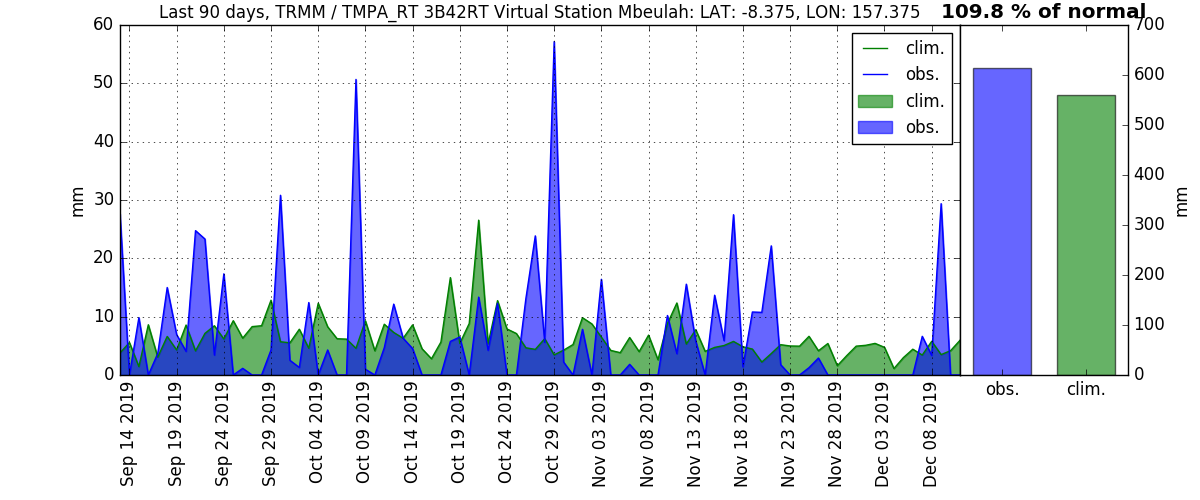 Last 90 days, TRMM / TMPA_RT 3B42RT Virtual Station Mbeulah: LAT: -8.375, LON: 157.375
109.8 % of normal
mm
60
50
40
30
20
10
0
clim.
obs.
clim.
obs.
700
600
500
400
300
200
100
0
mm
Sep 14 2019
Sep 19 2019
Sep 24 2019
Sep 29 2019
Oct 04 2019
Oct 09 2019
Oct 14 2019
Oct 19 2019
Oct 24 2019
Oct 29 2019
Nov 03 2019
Nov 08 2019
Nov 13 2019
Nov 18 2019
Nov 23 2019
Nov 28 2019
Dec 03 2019
Dec 08 2019
obs.
clim.